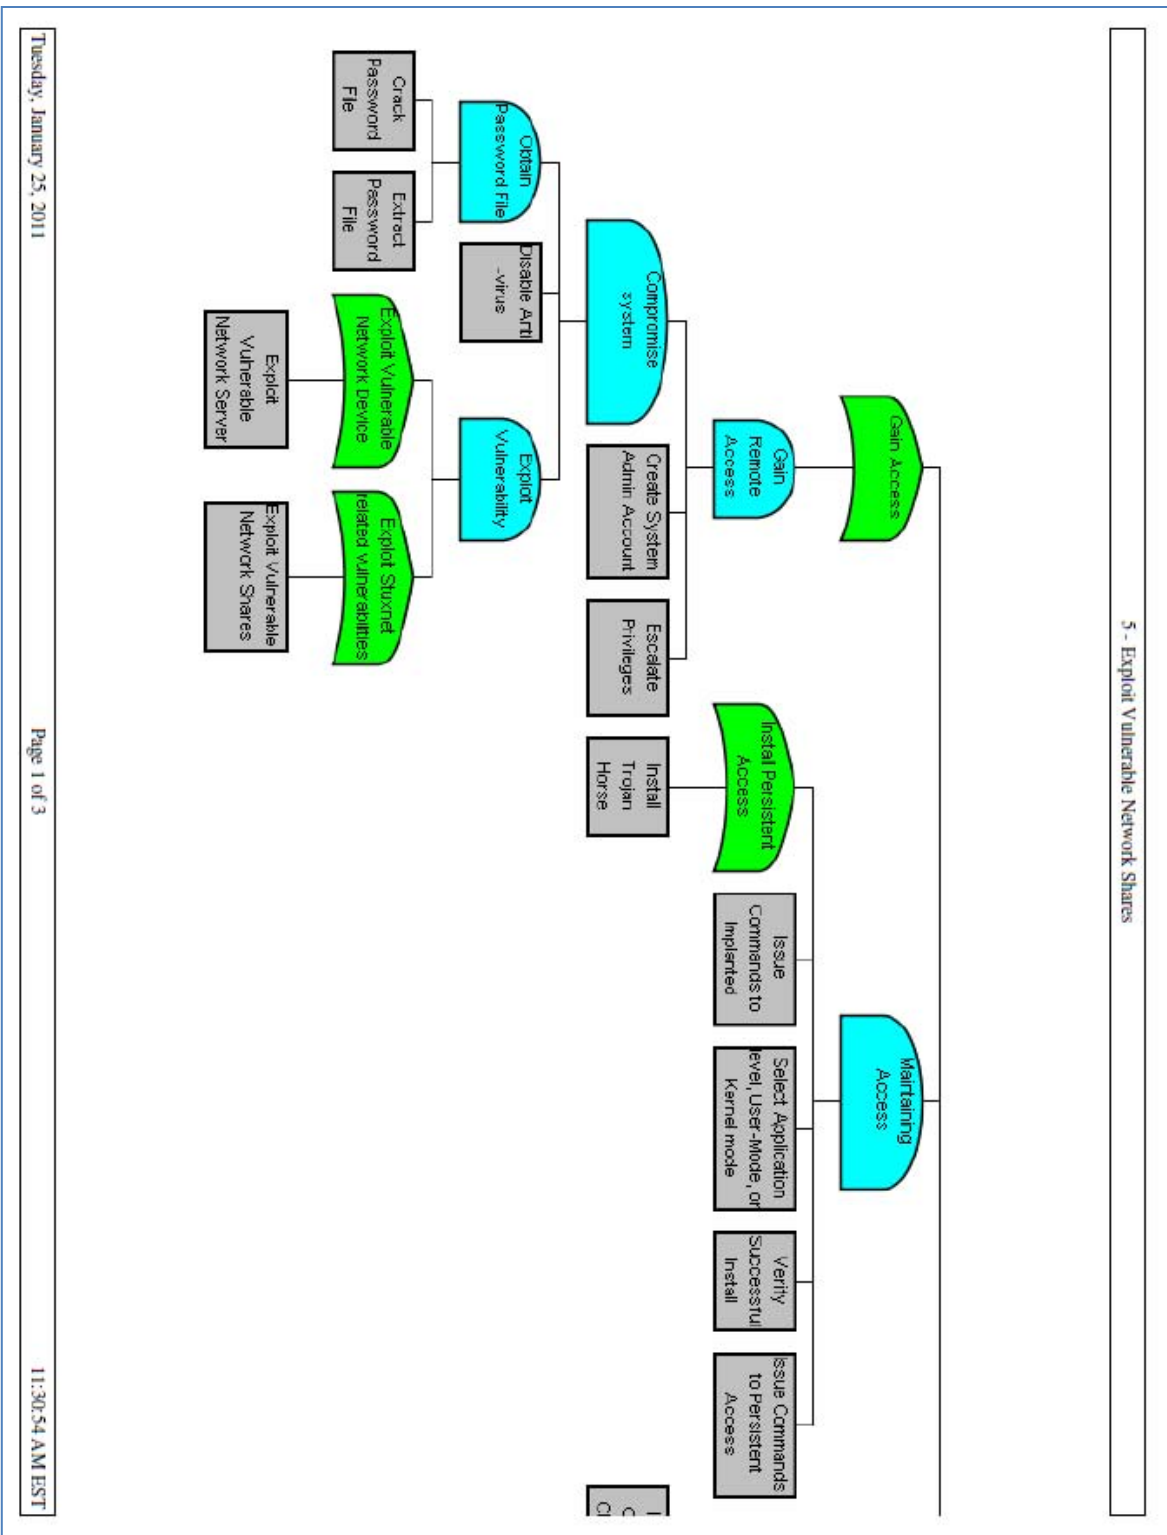 5 - Exploit Vulnerable Network Shares
Gain Access
Maintaining
Access
Gain
Remote
Access
Instal Persistent
Access
Issue
Commands to
Implanted
Select Application
level, User-Mode, or
Kernel mode
Verify
Successful
Install
Issue Commands
to Persistent
Access
Compromise
system
Create System
Admin Account
Escalate
Privileges
Install
Trojan
Horse
Obtain
Password File
Disable Anti
-virus
Exploit
Vulnerability
Crack
Password
File
Extract
Password
File
Exploit Vulnerable
Network Device
Exploit Stuxnet
related vulnerabilities
Exploit
Vulnerable
Network Server
Exploit Vulnerable
Network Shares
Tuesday, January 25, 2011
Page 1 of 3
11:30:54 AM EST